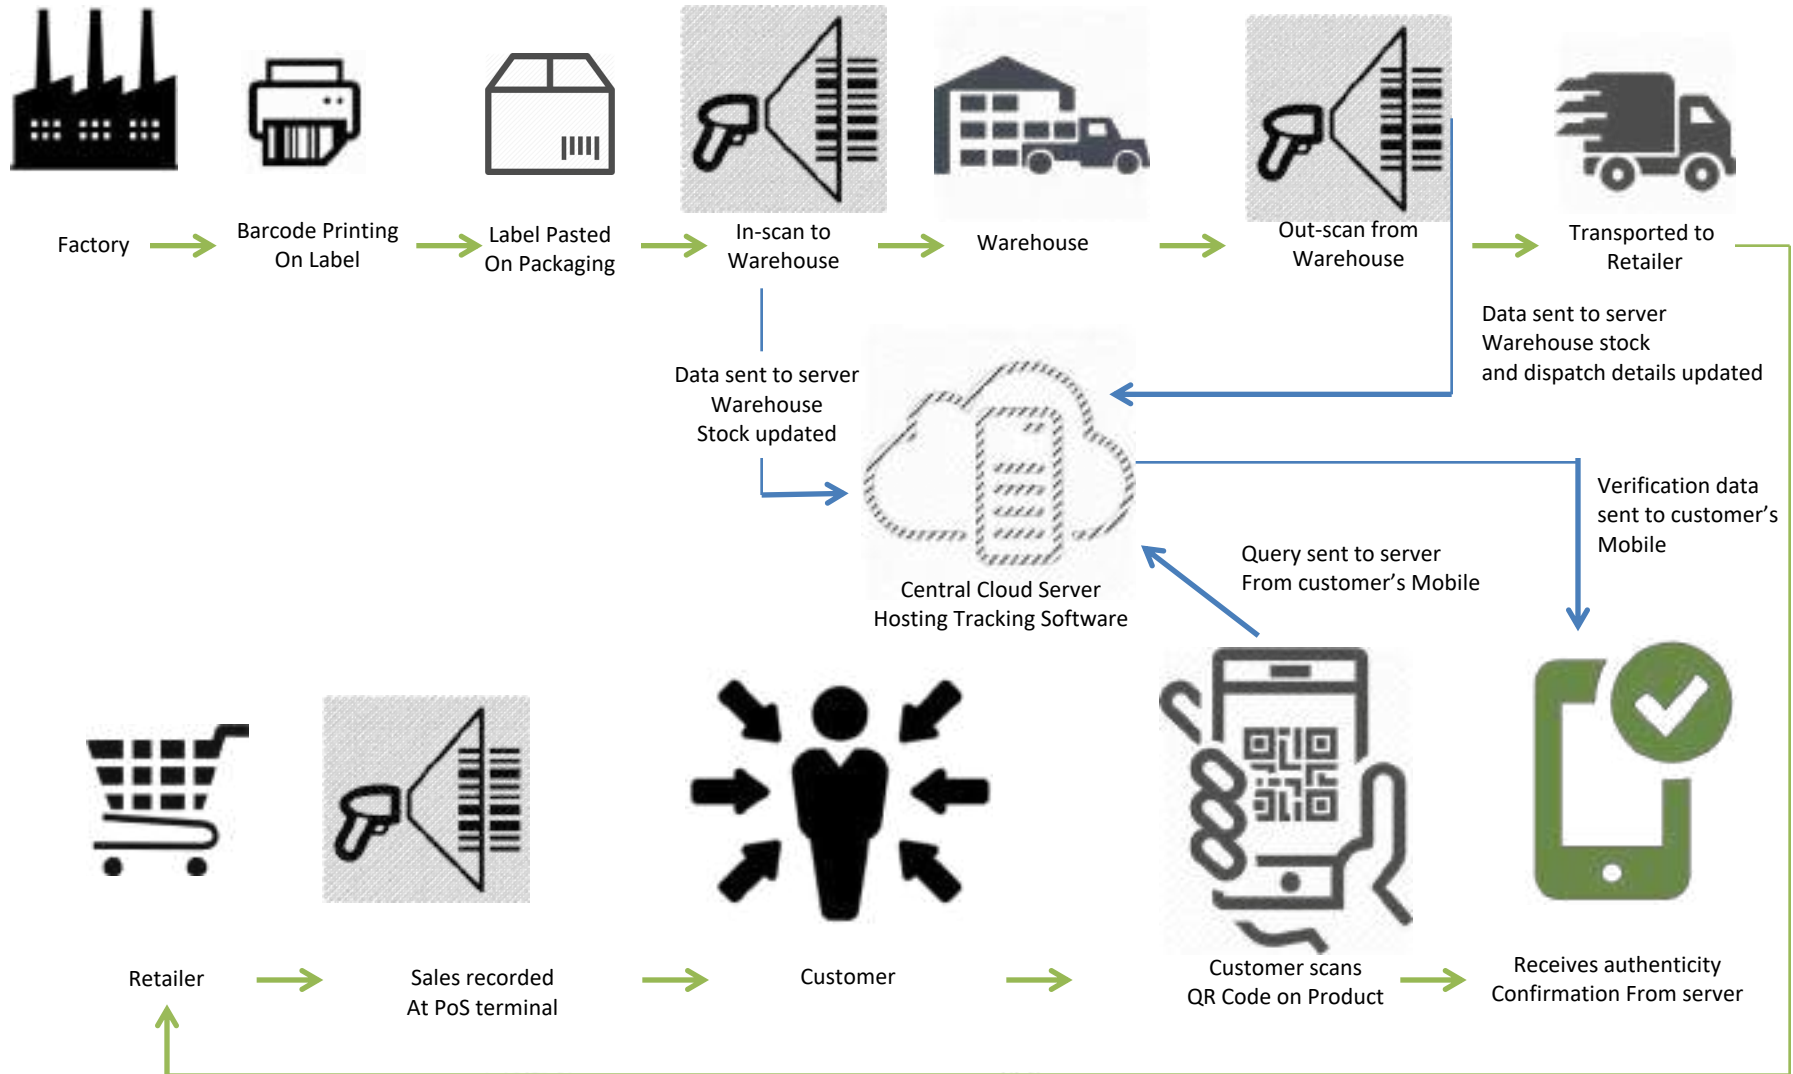 Factory
Barcode Printing
On Label
Label Pasted
On Packaging
In-scan to
Warehouse
Warehouse
Out-scan from
Warehouse
Transported to
Retailer
Data sent to server
Warehouse
Stock updated
Data sent to server
Warehouse stock
and dispatch details updated
Central Cloud Server
Hosting Tracking Software
Query sent to server
From customer’s Mobile
Verification data
sent to customer’s
Mobile
Retailer
Sales recorded
At PoS terminal
Customer
Customer scans
QR Code on Product
Receives authenticity
Confirmation From server